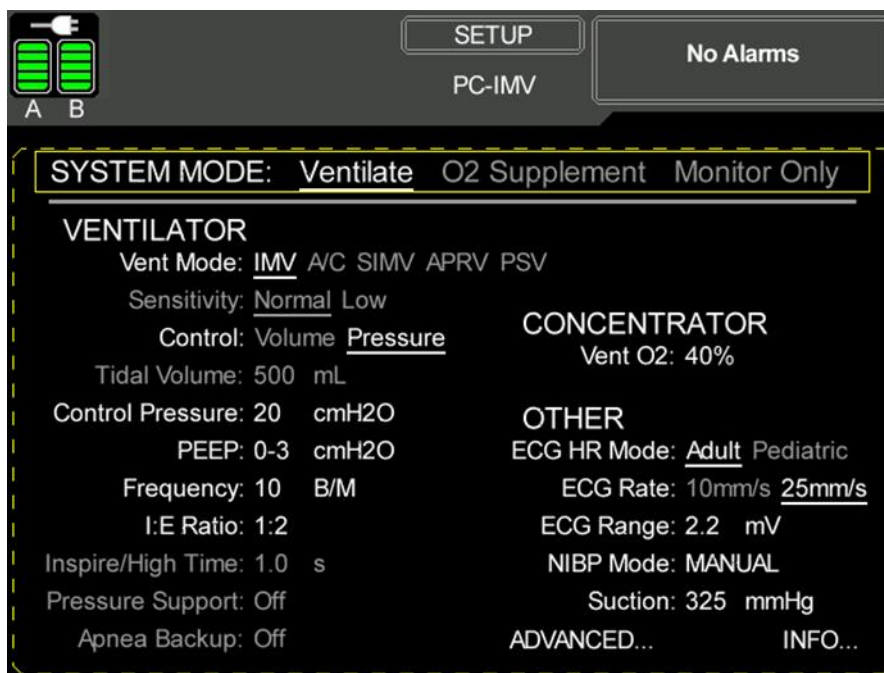 A B
SETUP
PC-IMV
No Alarms
SYSTEM MODE: Ventilate O2 Supplement Monitor Only
VENTILATOR
Vent Mode: IMV A/C SIMV APRV PSV
Sensitivity: Normal Low
Control: Volume Pressure
Tidal Volume: 500 mL
Control Pressure: 20 cmH2O
PEEP: 0-3 cmH2O
Frequency: 10 B/M
I:E Ratio: 1:2
Inspire/High Time: 1.0 s
Pressure Support: Off
Apnea Backup: Off
CONCENTRATOR
Vent O2: 40%
OTHER
ECG HR Mode: Adult Pediatric
ECG Rate: 10mm/s 25mm/s
ECG Range: 2.2 mV
NIBP Mode: MANUAL
Suction: 325 mmHg
ADVANCED... INFO...